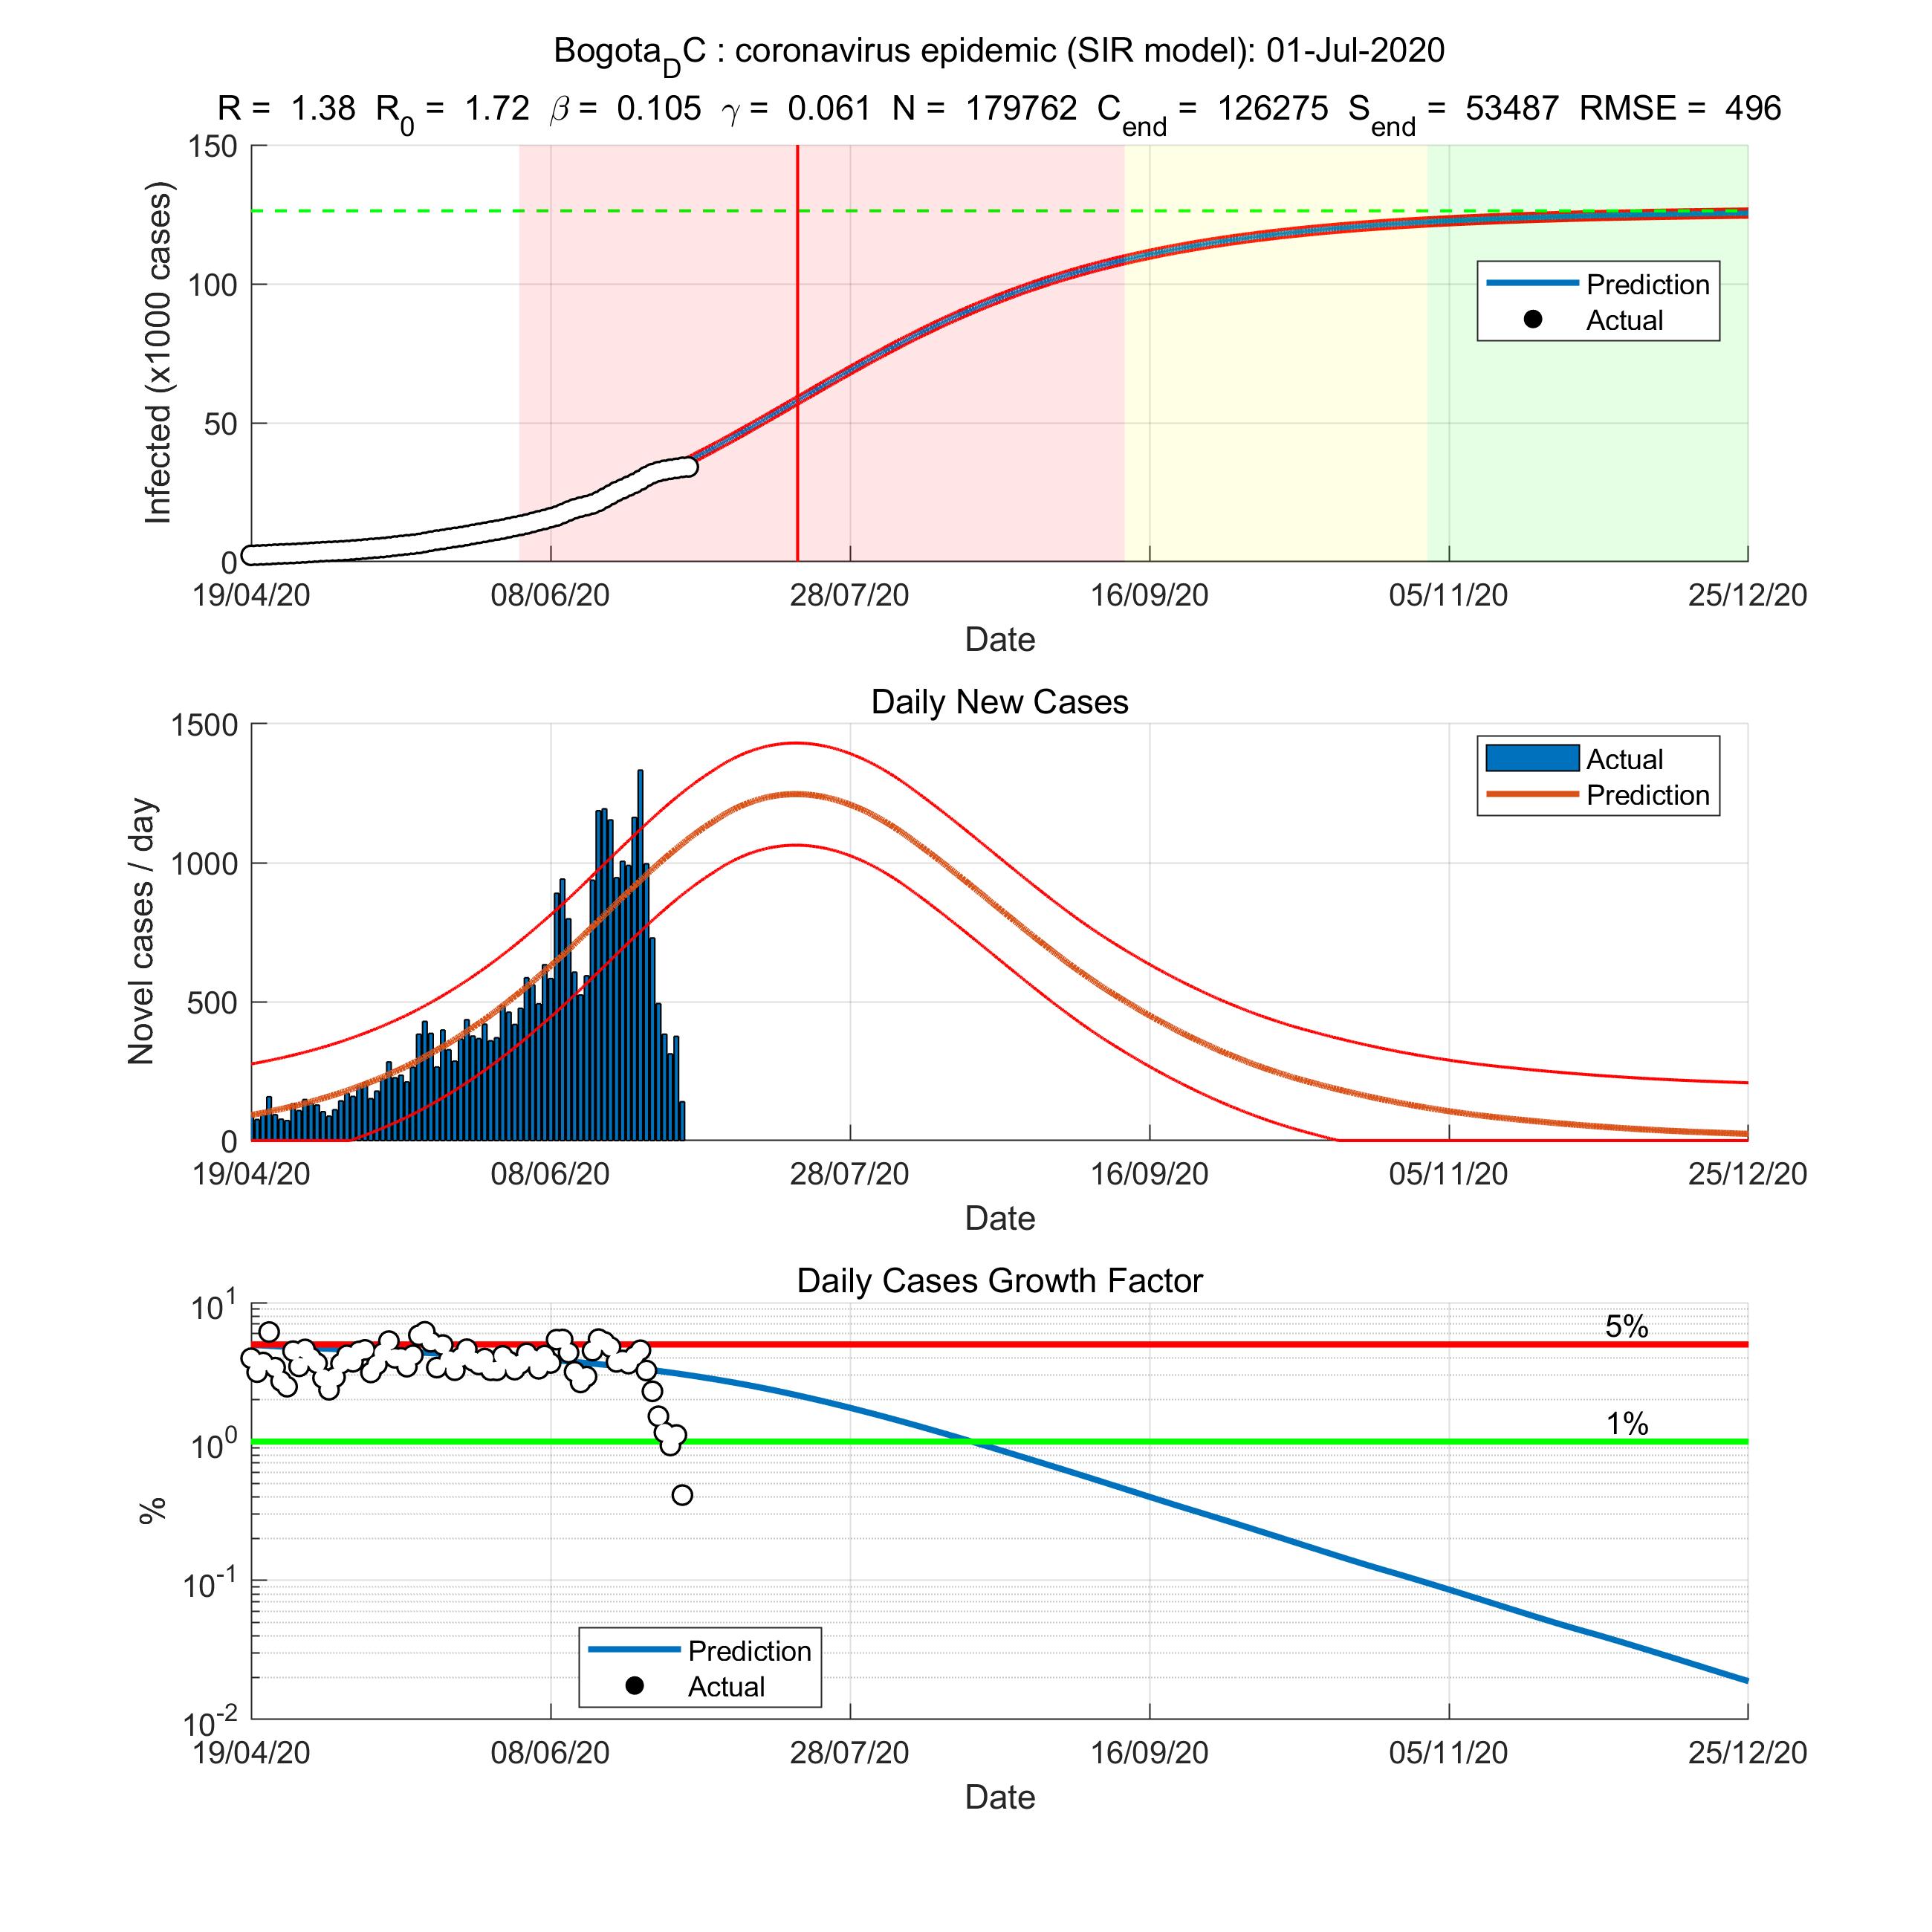 Bogota_DC : coronavirus epidemic (SIR model): 01-Jul-2020
R = 1.38 R_0 = 1.72 β = 0.105 γ = 0.061 N = 179762 C_end = 126275 S_end = 53487 RMSE = 496
150
100
50
0
Infected (x1000 cases)
Prediction
Actual
19/04/20 08/06/20 28/07/20 16/09/20 05/11/20 25/12/20
Date
Daily New Cases
1500
1000
500
0
Novel cases / day
Actual
Prediction
19/04/20 08/06/20 28/07/20 16/09/20 05/11/20 25/12/20
Date
Daily Cases Growth Factor
10^1
10^0
10^-1
10^-2
%
5%
1%
Prediction
Actual
19/04/20 08/06/20 28/07/20 16/09/20 05/11/20 25/12/20
Date